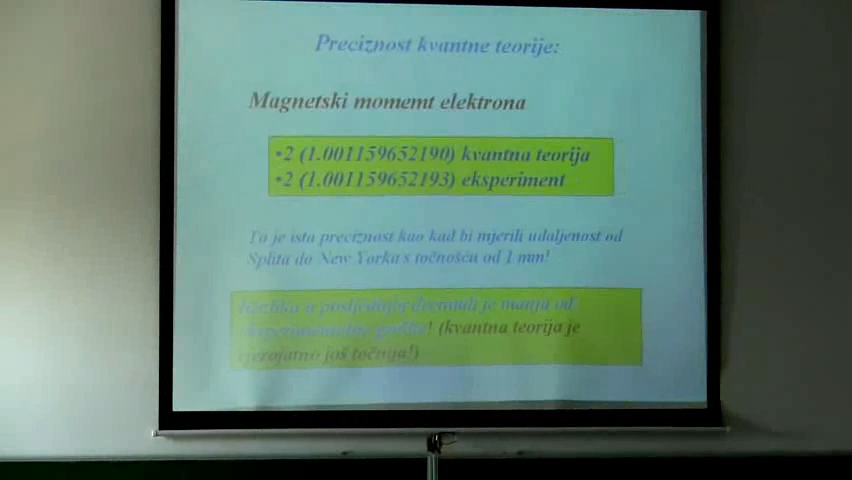 Preciznost kvantne teorije:
Magnetski momemt elektrona
•2 (1.001159652190) kvantna teorija
•2 (1.001159652193) eksperiment
To je ista preciznost kao kad bi mjerili udaljenost od
Splita do New Yorka s točnošću od 1 mm!
Razlika u posljednjoj decimali je manja od
eksperimentalne greške! (kvantna teorija je
vjerojatno još točnija!)